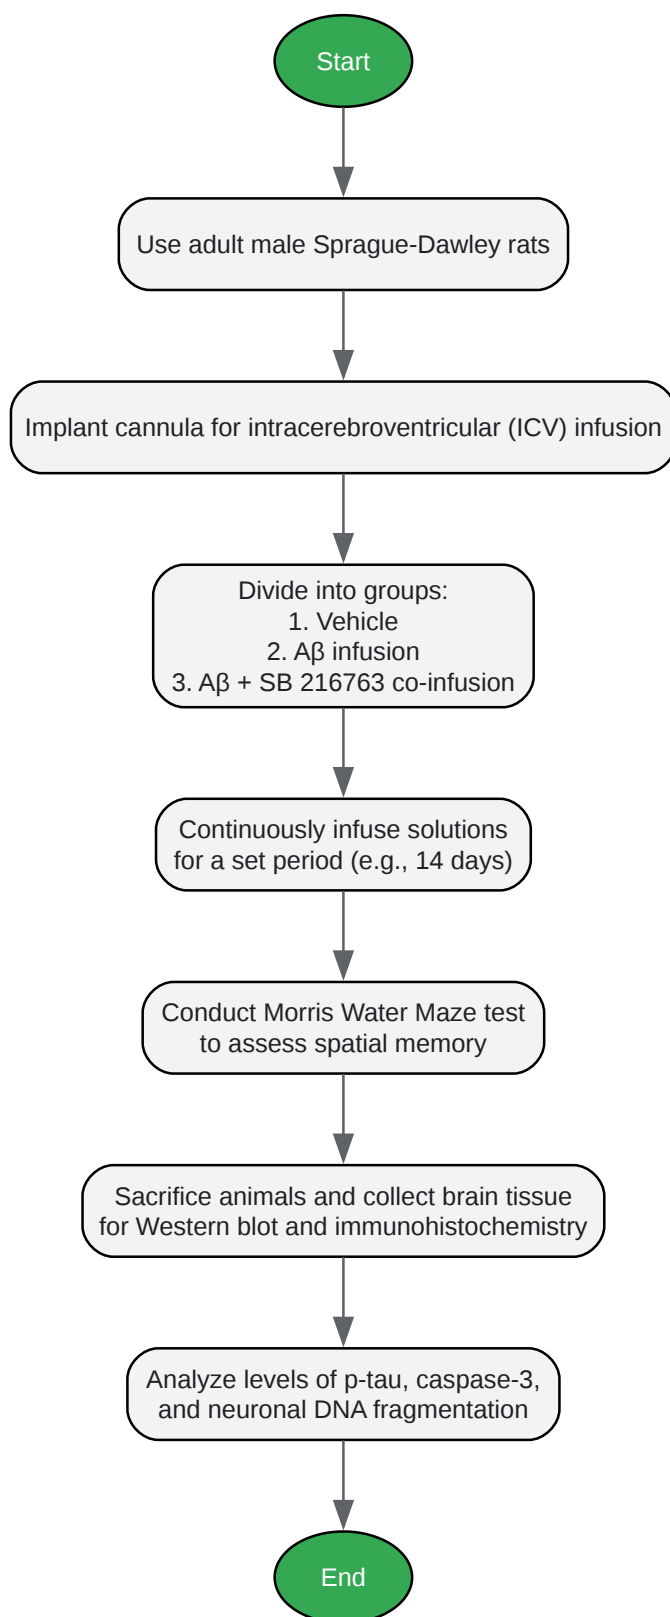 Start
Use adult male Sprague-Dawley rats
Implant cannula for intracerebroventricular (ICV) infusion
Divide into groups:
1. Vehicle
2. Aβ infusion
3. Aβ + SB 216763 co-infusion
Continuously infuse solutions
for a set period (e.g., 14 days)
Conduct Morris Water Maze test
to assess spatial memory
Sacrifice animals and collect brain tissue
for Western blot and immunohistochemistry
Analyze levels of p-tau, caspase-3,
and neuronal DNA fragmentation
End